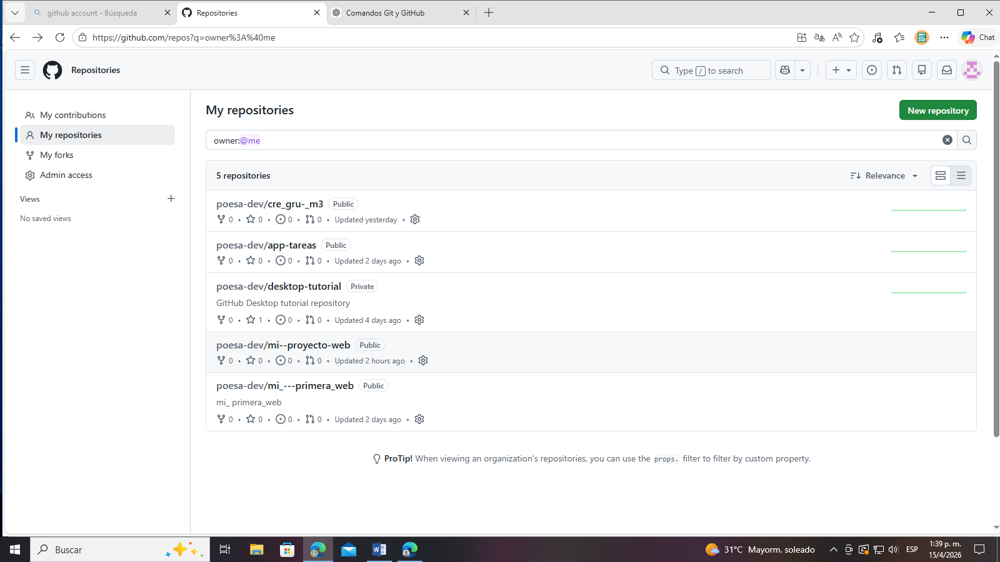 github account - Búsqueda
Repositories
Comandos Git y GitHub
https://github.com/repos?q=owner%3A%40me
Chat
Repositories
Type / to search
My contributions
My repositories
My forks
Admin access
Views
No saved views
My repositories
New repository
owner:@me
5 repositories
Relevance
poesa-dev/cre_gru-_m3 Public
0 • 0 • 0 • 0 • Updated yesterday •
poesa-dev/app-tareas Public
0 • 0 • 0 • 0 • Updated 2 days ago •
poesa-dev/desktop-tutorial Private
GitHub Desktop tutorial repository
0 • 1 • 0 • 0 • Updated 4 days ago •
poesa-dev/mi--proyecto-web Public
0 • 0 • 0 • 0 • Updated 2 hours ago •
poesa-dev/mi_---primera_web Public
mi_ primera_web
0 • 0 • 0 • 0 • Updated 2 days ago •
ProTip! When viewing an organization's repositories, you can use the props. filter to filter by custom property.
Buscar
31°C Mayorm. soleado
ESP
1:39 p. m.
15/4/2026